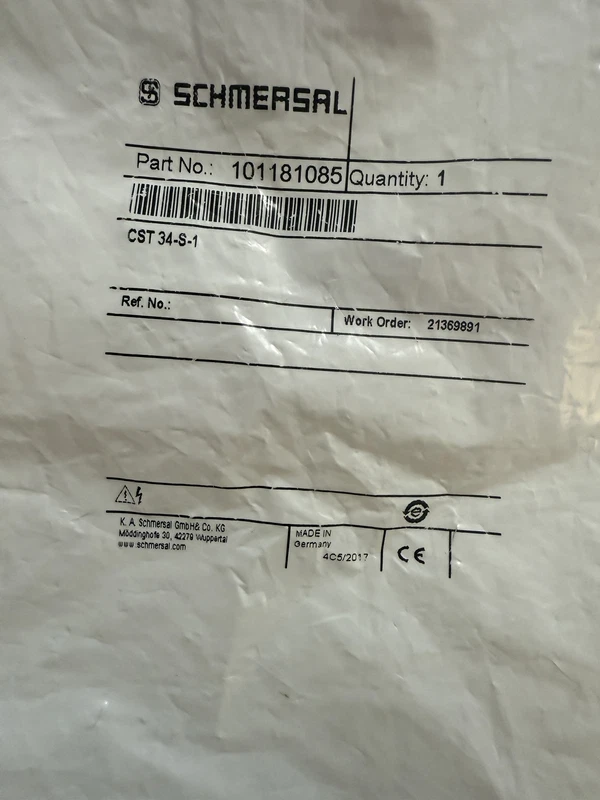 SCHMERSAL
Part No.: 101181085 Quantity: 1
CST 34-S-1
Ref. No.:
Work Order: 21369891
K. A. Schmersal GmbH & Co. KG
Möddinghofe 30, 42279 Wuppertal
www.schmersal.com
MADE IN
Germany
4C5/2017
CE